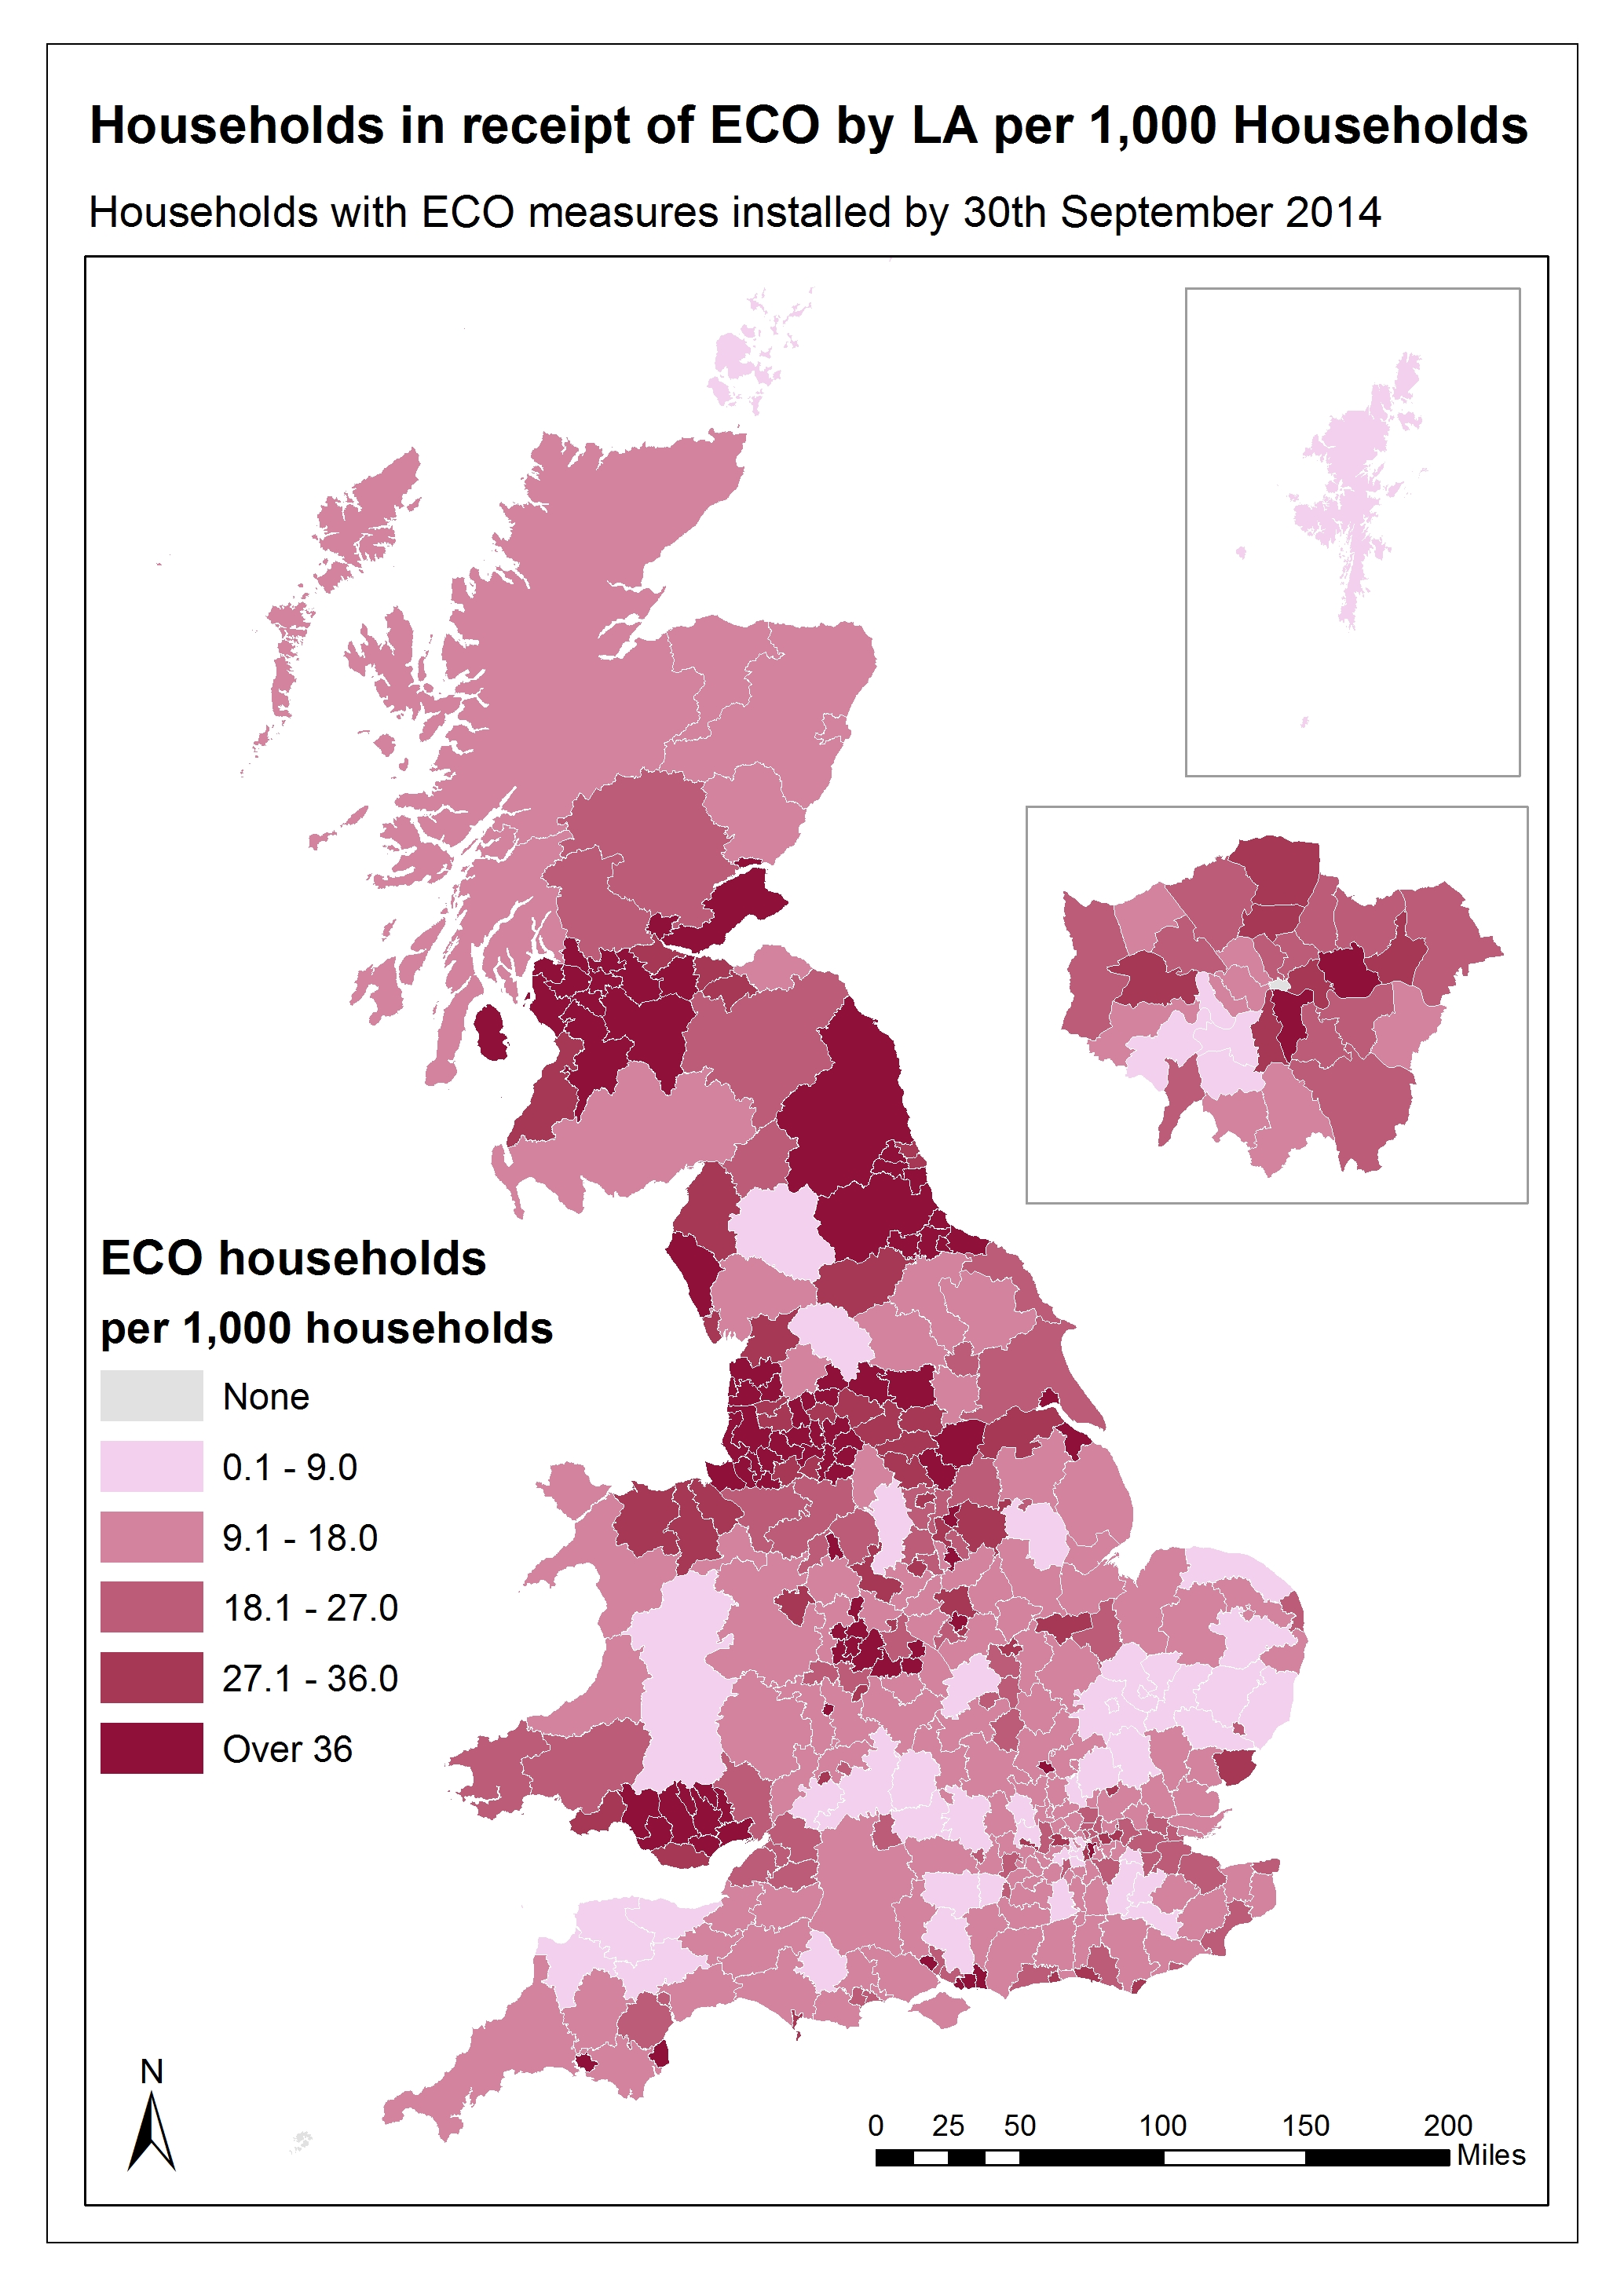 Households in receipt of ECO by LA per 1,000 Households
Households with ECO measures installed by 30th September 2014
ECO households
per 1,000 households
None
0.1 - 9.0
9.1 - 18.0
18.1 - 27.0
27.1 - 36.0
Over 36
N
0 25 50 100 150 200
Miles